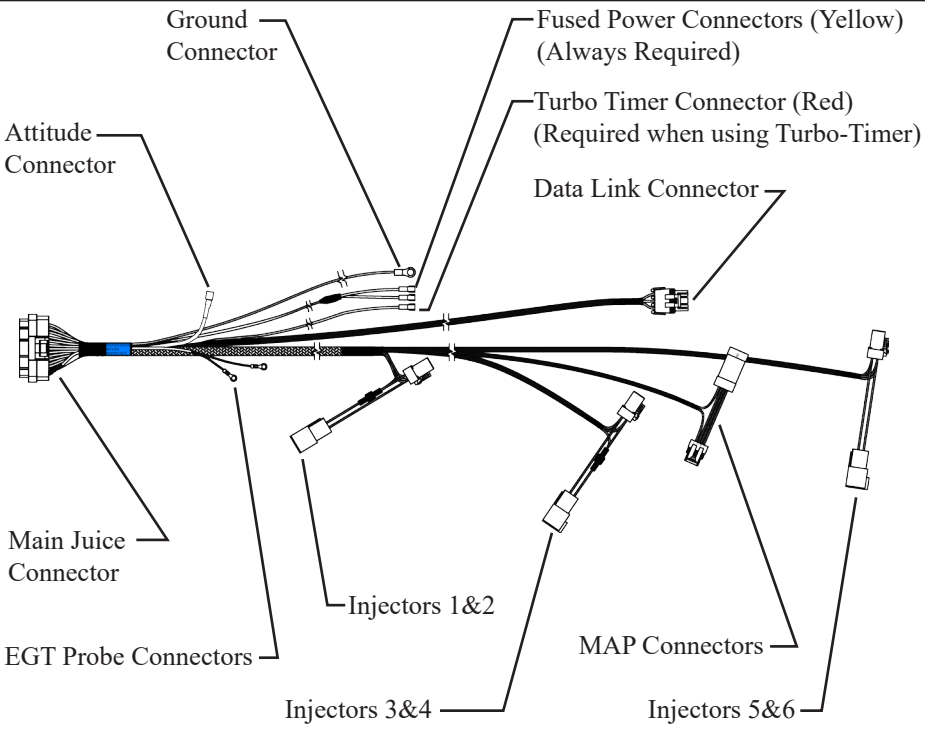 Ground
Connector
Fused Power Connectors (Yellow)
(Always Required)
Turbo Timer Connector (Red)
(Required when using Turbo-Timer)
Attitude
Connector
Data Link Connector
Main Juice
Connector
Injectors 1&2
EGT Probe Connectors
MAP Connectors
Injectors 3&4
Injectors 5&6